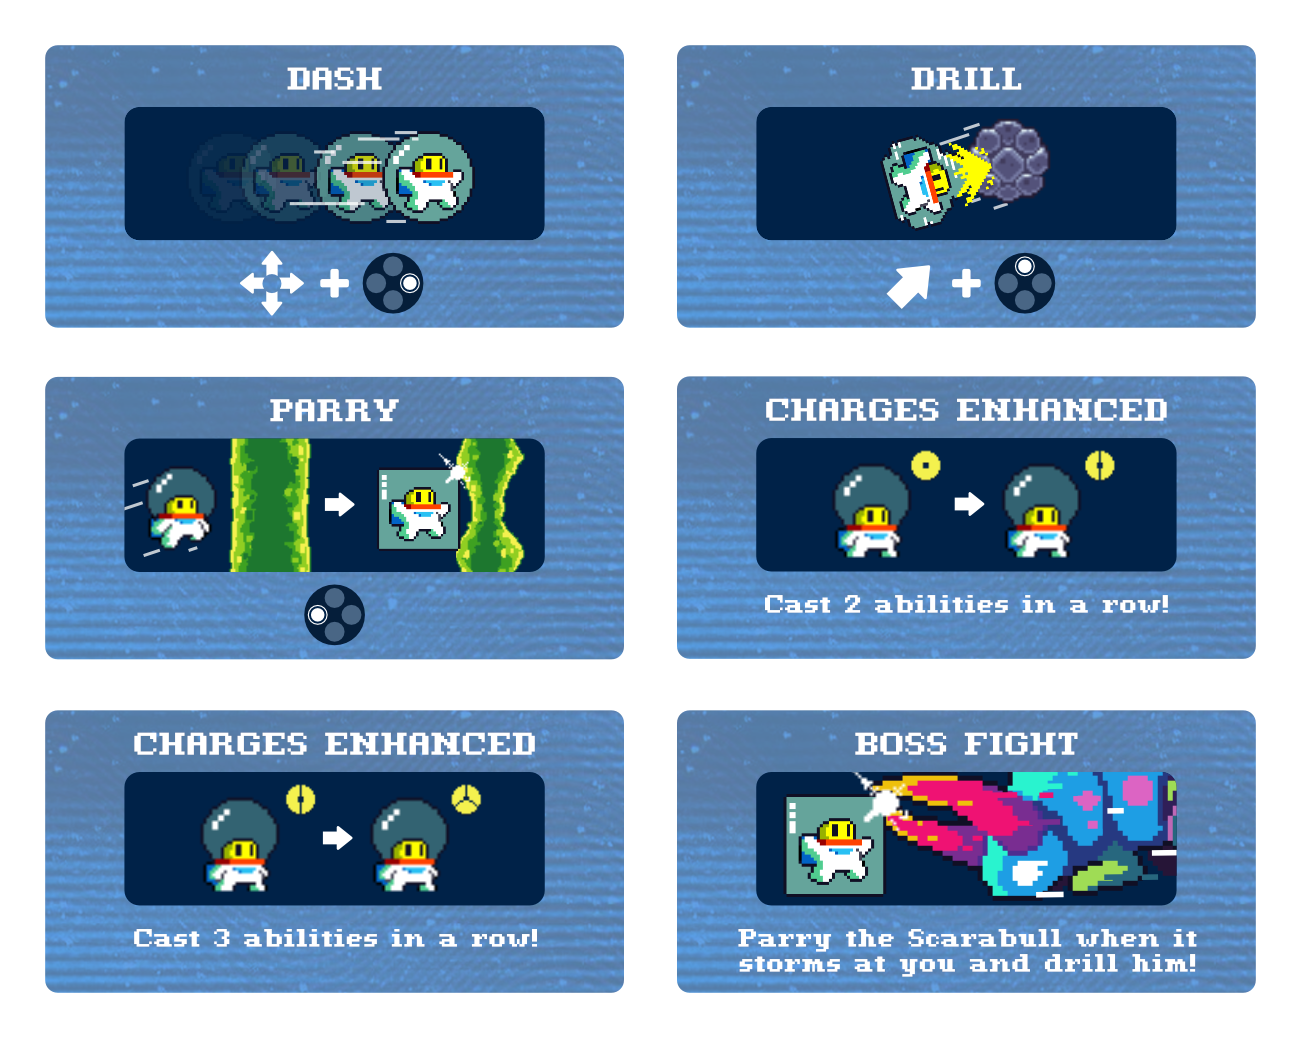 DASH
DRILL
PARRY
CHARGES ENHANCED
Cast 2 abilities in a row!
CHARGES ENHANCED
Cast 3 abilities in a row!
BOSS FIGHT
Parry the Scarabull when it
storms at you and drill him!